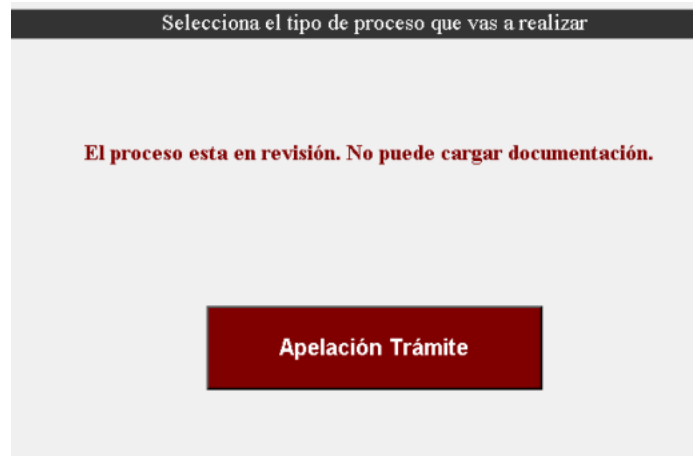 Selecciona el tipo de proceso que vas a realizar
El proceso esta en revisión. No puede cargar documentación.
Apelación Trámite